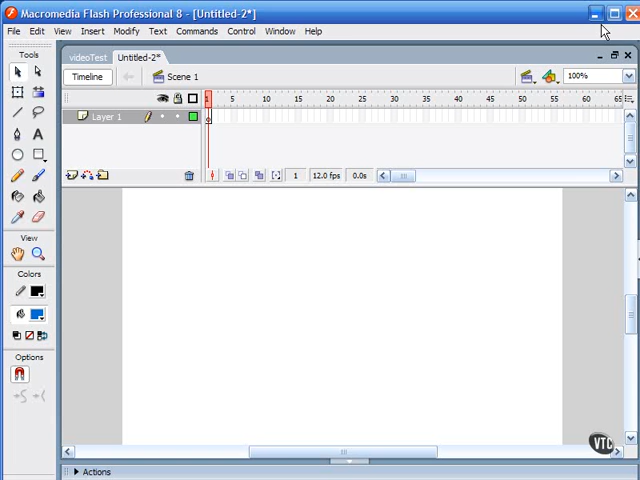 Macromedia Flash Professional 8 - [Untitled-2*]
File Edit View Insert Modify Text Commands Control Window Help
Tools
videoTest Untitled-2*
Timeline Scene 1 100%
1 5 10 15 20 25 30 35 40 45 50 55 60 65
Layer 1
1 12.0 fps 0.0s
View
Colors
Options
VTC
Actions